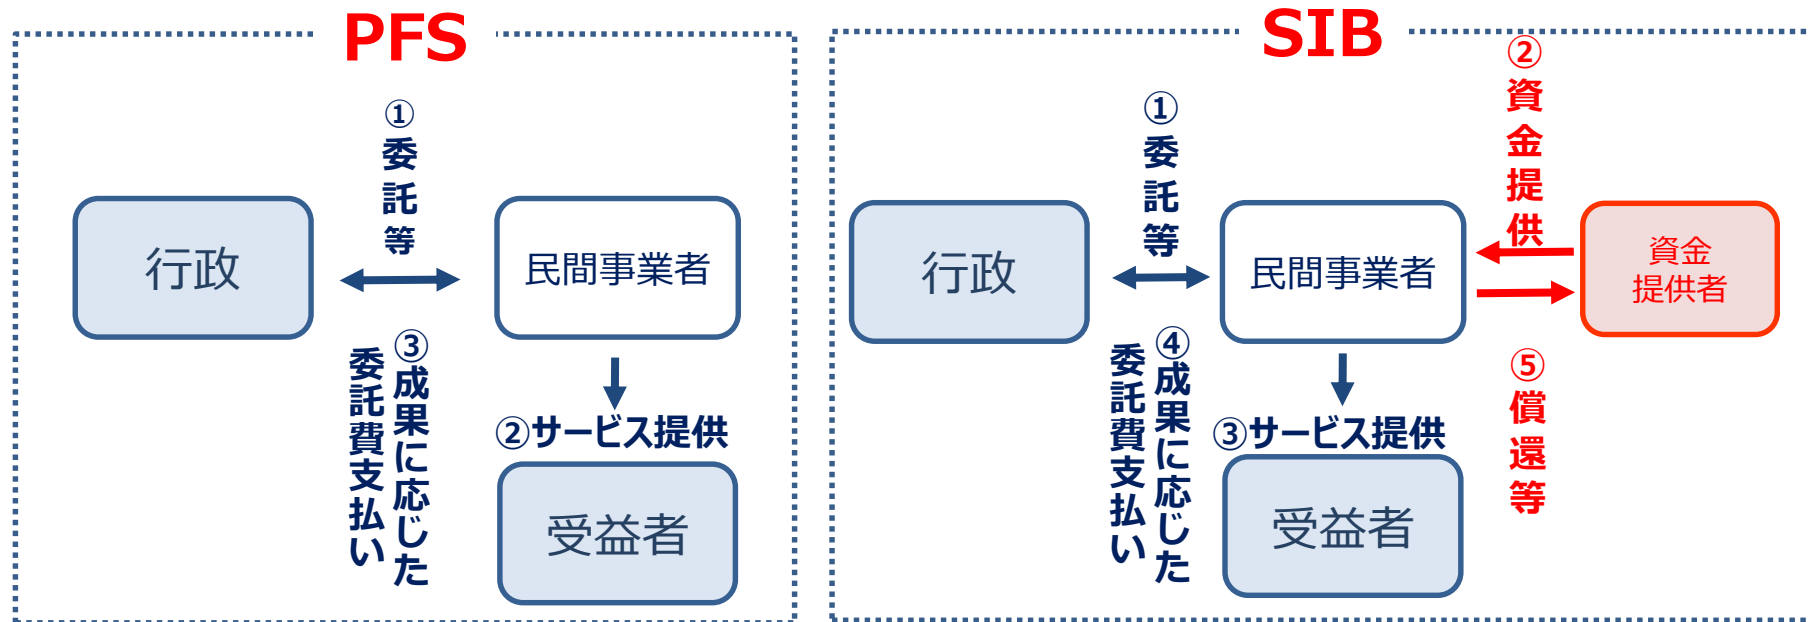 PFS
①委託等
行政
民間事業者
③成果に応じた
委託費支払い
②サービス提供
受益者
SIB
①委託等
②資金提供
行政
民間事業者
資金
提供者
④成果に応じた
委託費支払い
③サービス提供
⑤償還等
受益者